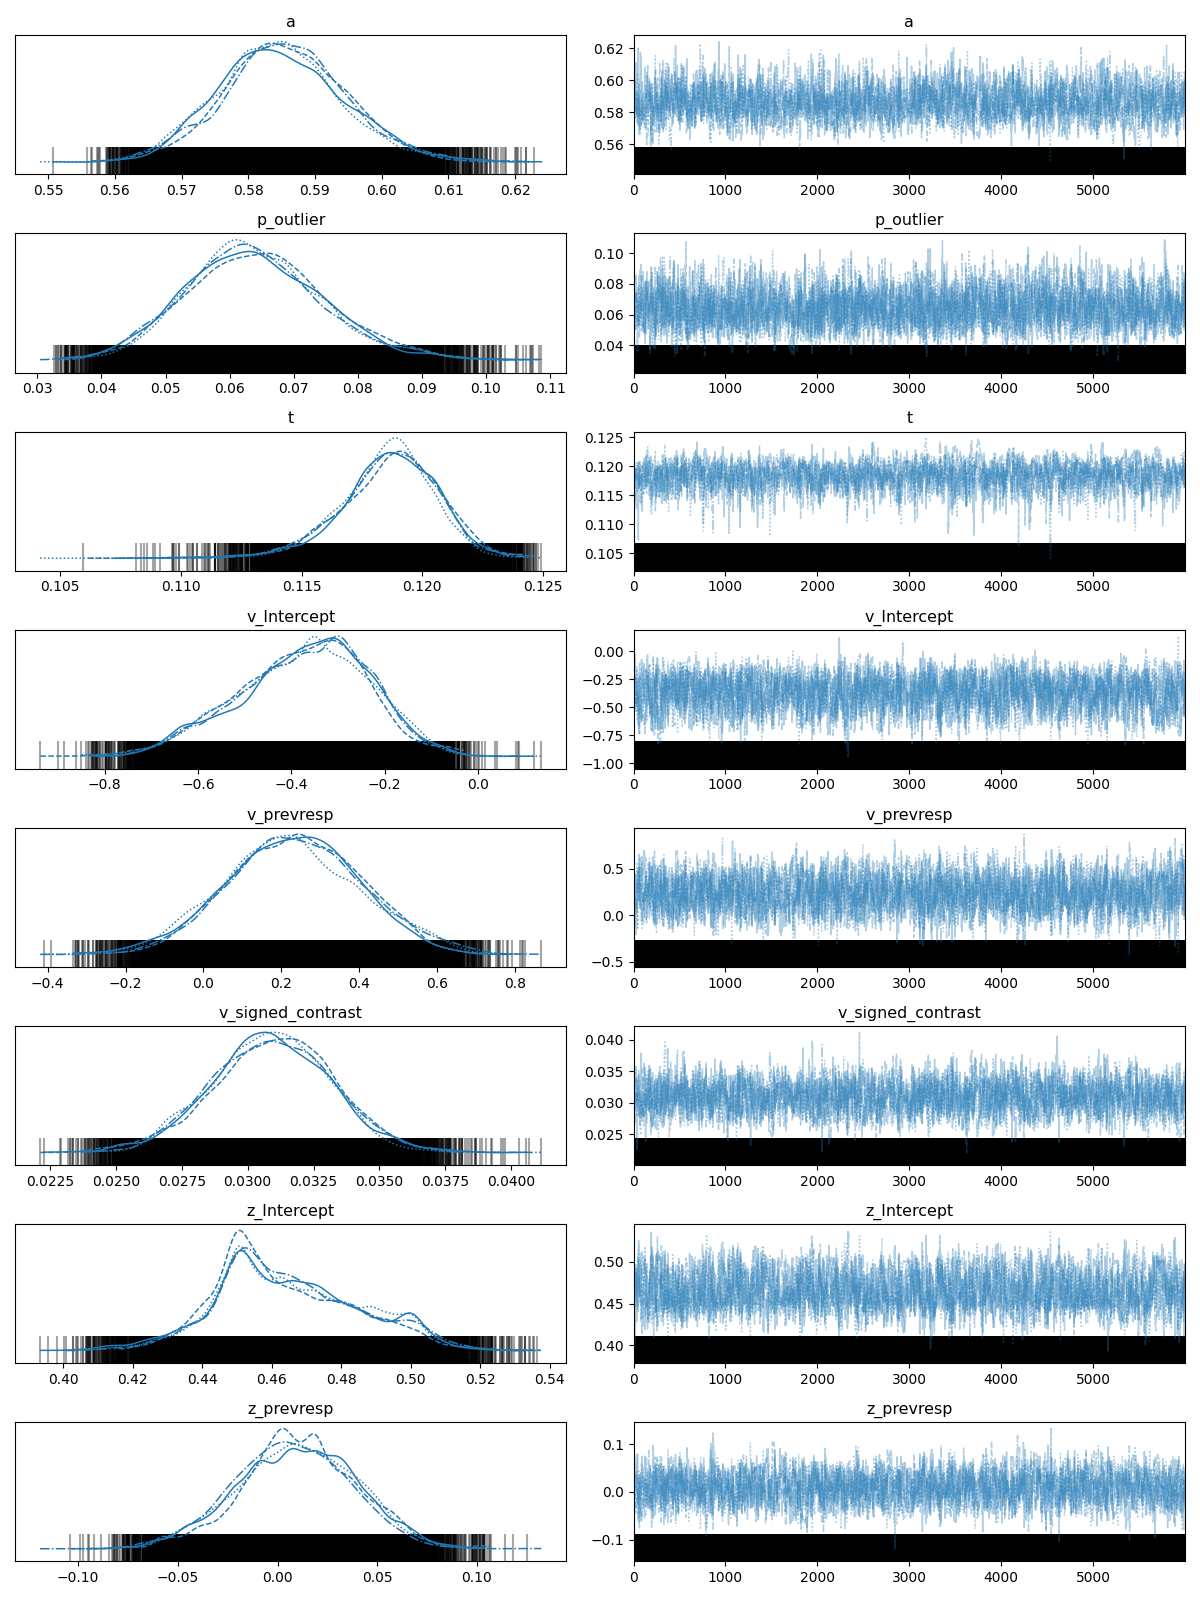 a a
0.62
0.60
0.58
0.56
0.55 0.56 0.57 0.58 0.59 0.60 0.61 0.62 0 1000 2000 3000 4000 5000
p_outlier p_outlier
0.10
0.08
0.06
0.04
0.03 0.04 0.05 0.06 0.07 0.08 0.09 0.10 0.11 0 1000 2000 3000 4000 5000
t t
0.125
0.120
0.115
0.110
0.105
0.105 0.110 0.115 0.120 0.125 0 1000 2000 3000 4000 5000
v_Intercept v_Intercept
0.00
−0.25
−0.50
−0.75
−1.00
−0.8 −0.6 −0.4 −0.2 0.0 0 1000 2000 3000 4000 5000
v_prevresp v_prevresp
0.5
0.0
−0.5
−0.4 −0.2 0.0 0.2 0.4 0.6 0.8 0 1000 2000 3000 4000 5000
v_signed_contrast v_signed_contrast
0.040
0.035
0.030
0.025
0.0225 0.0250 0.0275 0.0300 0.0325 0.0350 0.0375 0.0400 0 1000 2000 3000 4000 5000
z_Intercept z_Intercept
0.50
0.45
0.40
0.40 0.42 0.44 0.46 0.48 0.50 0.52 0.54 0 1000 2000 3000 4000 5000
z_prevresp z_prevresp
0.1
0.0
−0.1
−0.10 −0.05 0.00 0.05 0.10 0 1000 2000 3000 4000 5000